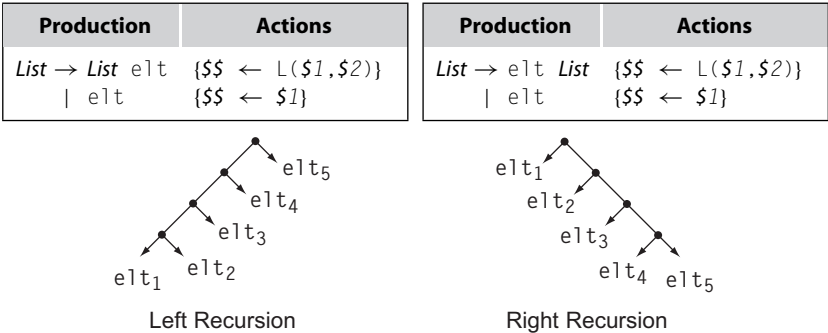 Production Actions
List → List elt {$$ ← L($1,$2)}
| elt {$$ ← $1}
Production Actions
List → elt List {$$ ← L($1,$2)}
| elt {$$ ← $1}
elt5
elt4
elt3
elt1 elt2
Left Recursion
elt1
elt2
elt3
elt4 elt5
Right Recursion